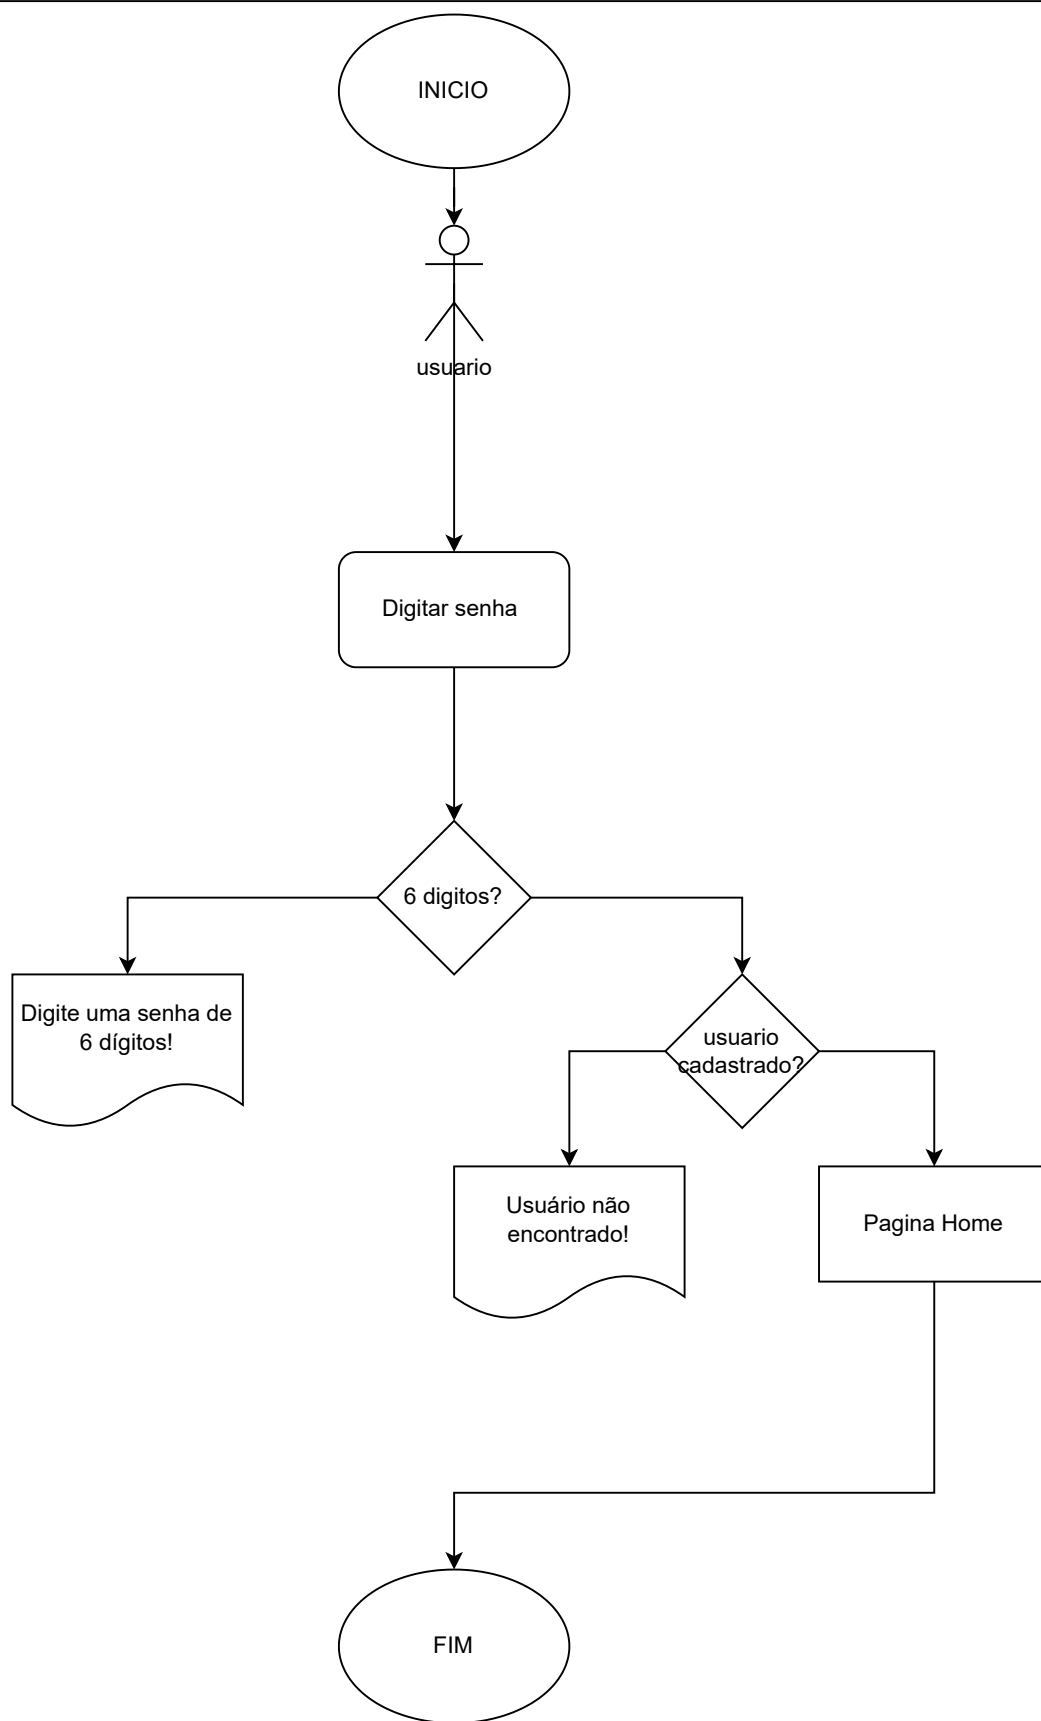 INICIO
usuario
Digitar senha
6 digitos?
Digite uma senha de
6 dígitos!
usuario
cadastrado?
Usuário não
encontrado!
Pagina Home
FIM